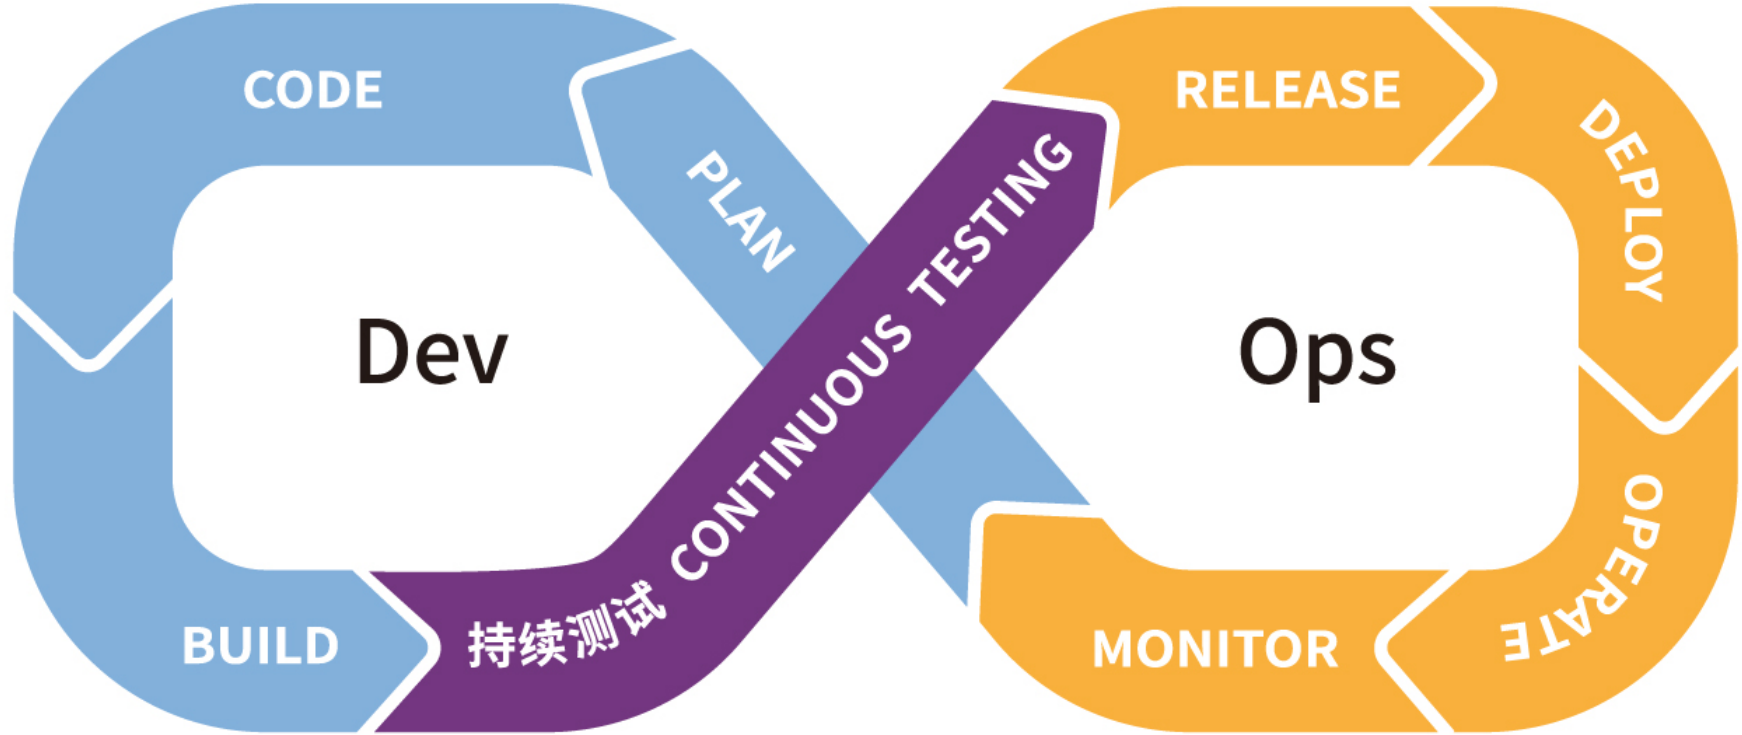 CODE
PLAN
Dev
BUILD
持续测试 CONTINUOUS TESTING
RELEASE
DEPLOY
Ops
OPERATE
MONITOR